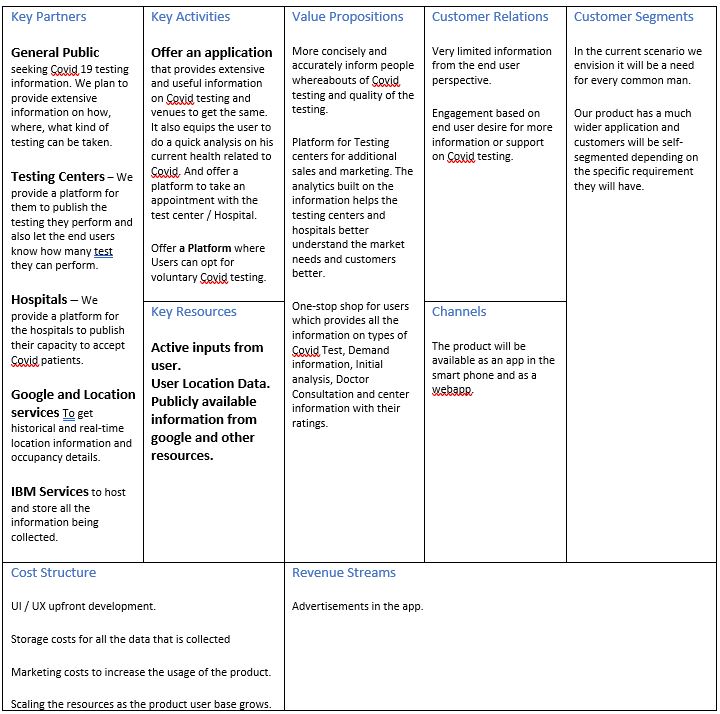 Key Partners
General Public
seeking Covid 19 testing
information. We plan to
provide extensive
information on how,
where, what kind of
testing can be taken.
Testing Centers – We
provide a platform for
them to publish the
testing they perform and
also let the end users
know how many test
they can perform.
Hospitals – We
provide a platform for
the hospitals to publish
their capacity to accept
Covid patients.
Google and Location
services To get
historical and real-time
location information and
occupancy details.
IBM Services to host
and store all the
information being
collected.
Key Activities
Offer an application
that provides extensive
and useful information
on Covid testing and
venues to get the same.
It also equips the user to
do a quick analysis on his
current health related to
Covid. And offer a
platform to take an
appointment with the
test center / Hospital.
Offer a Platform where
Users can opt for
voluntary Covid testing.
Key Resources
Active inputs from
user.
User Location Data.
Publicly available
information from
google and other
resources.
Value Propositions
More concisely and
accurately inform people
whereabouts of Covid
testing and quality of the
testing.
Platform for Testing
centers for additional
sales and marketing. The
analytics built on the
information helps the
testing centers and
hospitals better
understand the market
needs and customers
better.
One-stop shop for users
which provides all the
information on types of
Covid Test, Demand
information, Initial
analysis, Doctor
Consultation and center
information with their
ratings.
Customer Relations
Very limited information
from the end user
perspective.
Engagement based on
end user desire for more
information or support
on Covid testing.
Channels
The product will be
available as an app in the
smart phone and as a
webapp.
Customer Segments
In the current scenario we
envision it will be a need
for every common man.
Our product has a much
wider application and
customers will be self-
segmented depending on
the specific requirement
they will have.
Cost Structure
UI / UX upfront development.
Storage costs for all the data that is collected
Marketing costs to increase the usage of the product.
Scaling the resources as the product user base grows.
Revenue Streams
Advertisements in the app.